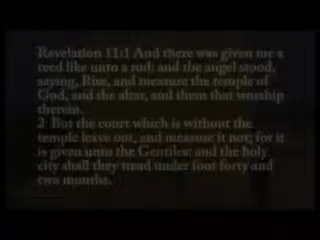 Revelation 11:1 And there was given me a
reed like unto a rod: and the angel stood,
saying, Rise, and measure the temple of
God, and the altar, and them that worship
therein.
2 But the court which is without the
temple leave out, and measure it not; for it
is given unto the Gentiles: and the holy
city shall they tread under foot forty and
two months.